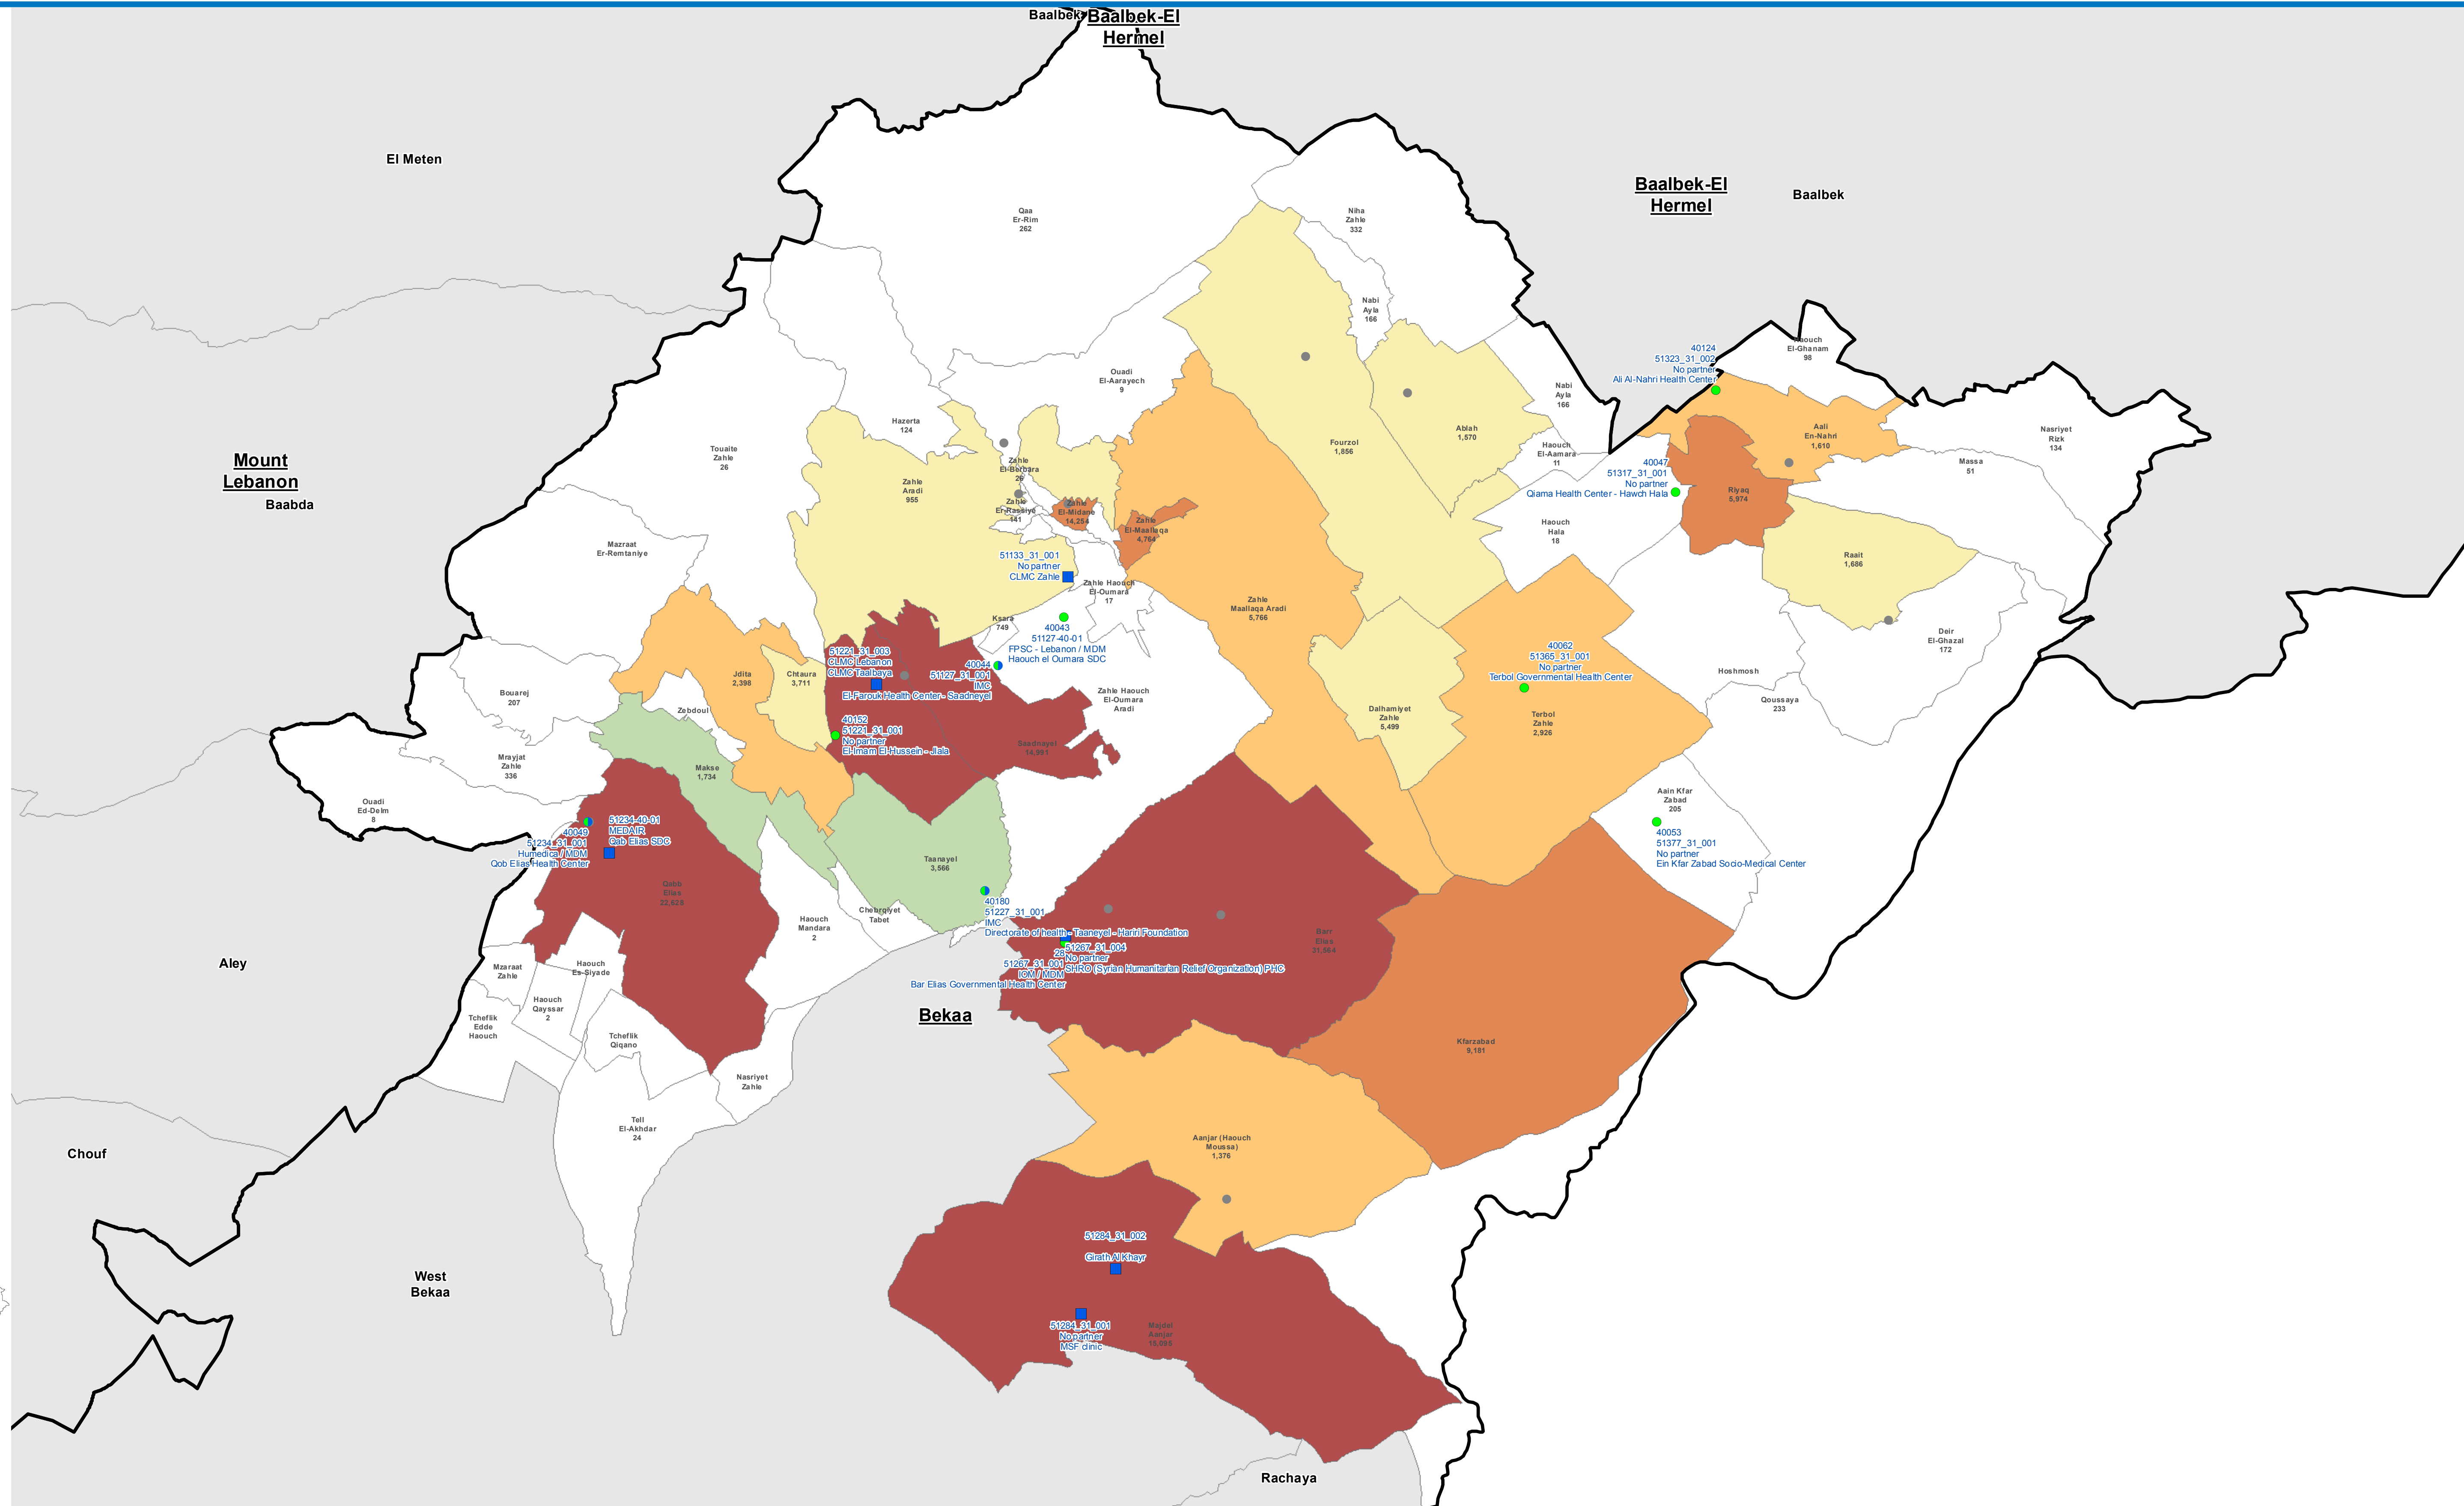 Baalbek
Baalbek-El
Hermel
El Meten
Baalbek-El
Hermel
Baalbek
Qaa
Er-Rim
262
Niha
Zahle
332
Nabi
Ayla
166
Ouadi
El-Aarayech
9
Haouch
El-Ghanam
98
40124
51323_31_002
No partner
Ali Al-Nahri Health Center
Nabi
Ayla
166
Hazerta
124
Touaite
Zahle
26
Mount
Lebanon
Baabda
Zahle
Aradi
955
Zahle
El-Berbara
26
Zahle
Er-Rassiye
141
Zahle
El-Midane
14,254
Zahle
El-Maallaqa
4,764
Fourzol
1,856
Ablah
1,570
Haouch
El-Aamara
11
Aali
En-Nahri
1,610
Nasriyet
Rizk
134
Massa
51
40047
51317_31_001
No partner
Qiama Health Center - Hawch Hala
Riyaq
5,974
Haouch
Hala
18
Raait
1,686
Mazraat
Er-Remtaniye
51133_31_001
No partner
CLMC Zahle
Zahle Haouch
El-Oumara
17
Ksara
749
40043
51127-40-01
FPSC - Lebanon / MDM
Haouch el Oumara SDC
Zahle
Maallaqa Aradi
5,766
Deir
El-Ghazal
172
51221_31_003
CLMC Lebanon
CLMC Taalbaya
40044
51127_31_001
IMC
El-Farouk Health Center- Saadneyel
40062
51365_31_001
No partner
Terbol Governmental Health Center
Hoshmosh
Qoussaya
233
Bouarej
207
Jdita
2,398
Chtaura
3,711
Zebdoul
Zahle Haouch
El-Oumara
Aradi
Dalhamiyet
Zahle
5,499
Terbol
Zahle
2,926
40152
51221_31_001
No partner
El-Imam El-Hussein - Jlala
Saadnayel
14,991
Mrayjat
Zahle
336
Makse
1,734
Ouadi
Ed-Delm
8
Aain Kfar
Zabad
205
40053
51377_31_001
No partner
Ein Kfar Zabad Socio-Medical Center
40049
51234_31_001
Humedica / MDM
Qob Elias Health Center
51234-40-01
MEDAIR
Qab Elias SDC
Taanayel
3,566
Qabb
Elias
Chebrqiyet
Tabet
Haouch
Mandara
2
40180
51227_31_001
IMC
Directorate of health - Taaneyel - Hariri Foundation
51267_31_004
No partner
SHRO (Syrian Humanitarian Relief Organization) PHC
28
51267_31_001
IOM / MDM
Bar Elias Governmental Health Center
Barr
Elias
Aley
Mzaraat
Zahle
Haouch
Es-Siyade
Haouch
Qayssar
2
Tcheflik
Edde
Haouch
Tcheflik
Qiqano
Bekaa
Kfarzabad
9,181
Nasriyet
Zahle
Tell
El-Akhdar
24
Chouf
Aanjar (Haouch
Moussa)
1,376
51284_31_002
Girath Al Khayr
West
Bekaa
51284_31_001
No partner
MSF clinic
Majdel
Aanjar
Rachaya